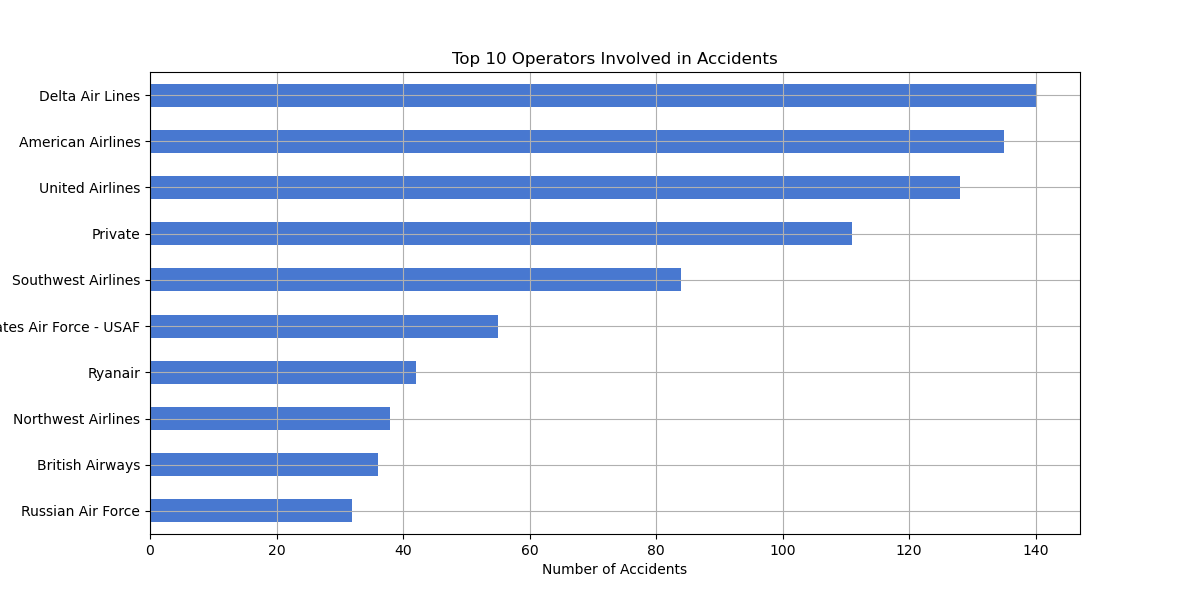 Top 10 Operators Involved in Accidents
Delta Air Lines
American Airlines
United Airlines
Private
Southwest Airlines
ates Air Force - USAF
Ryanair
Northwest Airlines
British Airways
Russian Air Force
0 20 40 60 80 100 120 140
Number of Accidents